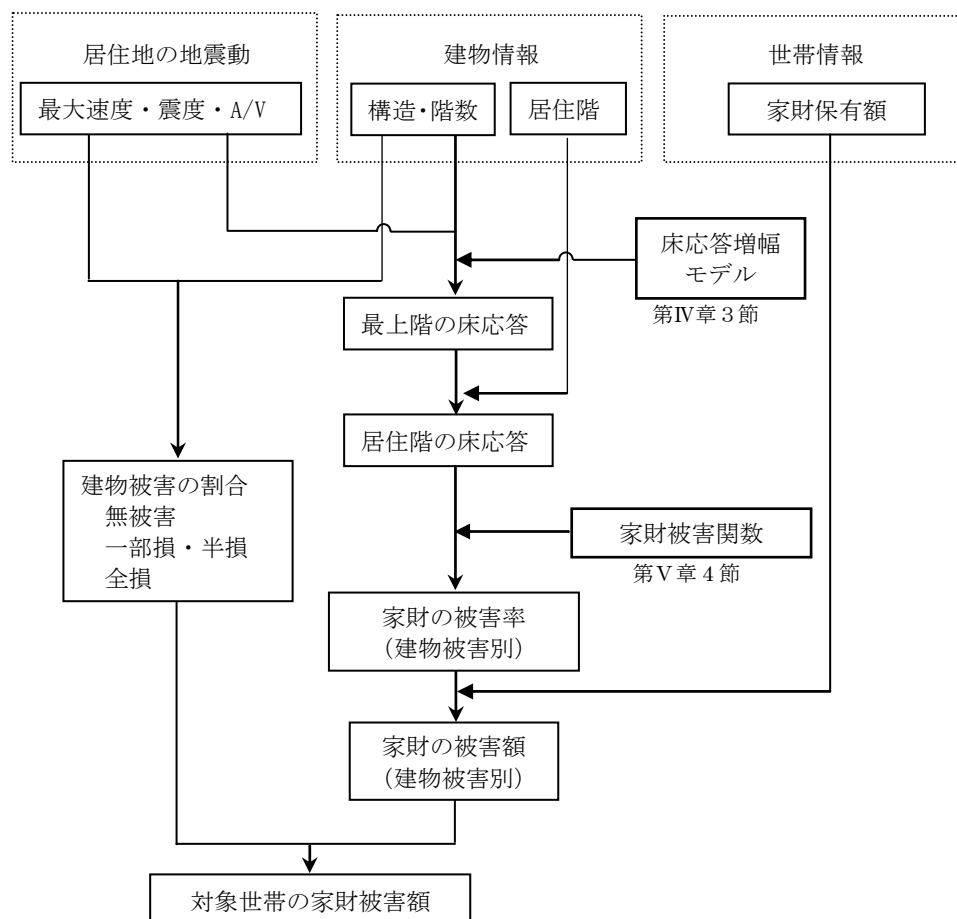 居住地の地震動
建物情報
世帯情報
最大速度・震度・A/V
構造・階数
居住階
家財保有額
床応答増幅
モデル
第Ⅳ章3節
最上階の床応答
居住階の床応答
建物被害の割合
無被害
一部損・半損
全損
家財被害関数
第Ⅴ章4節
家財の被害率
(建物被害別)
家財の被害額
(建物被害別)
対象世帯の家財被害額